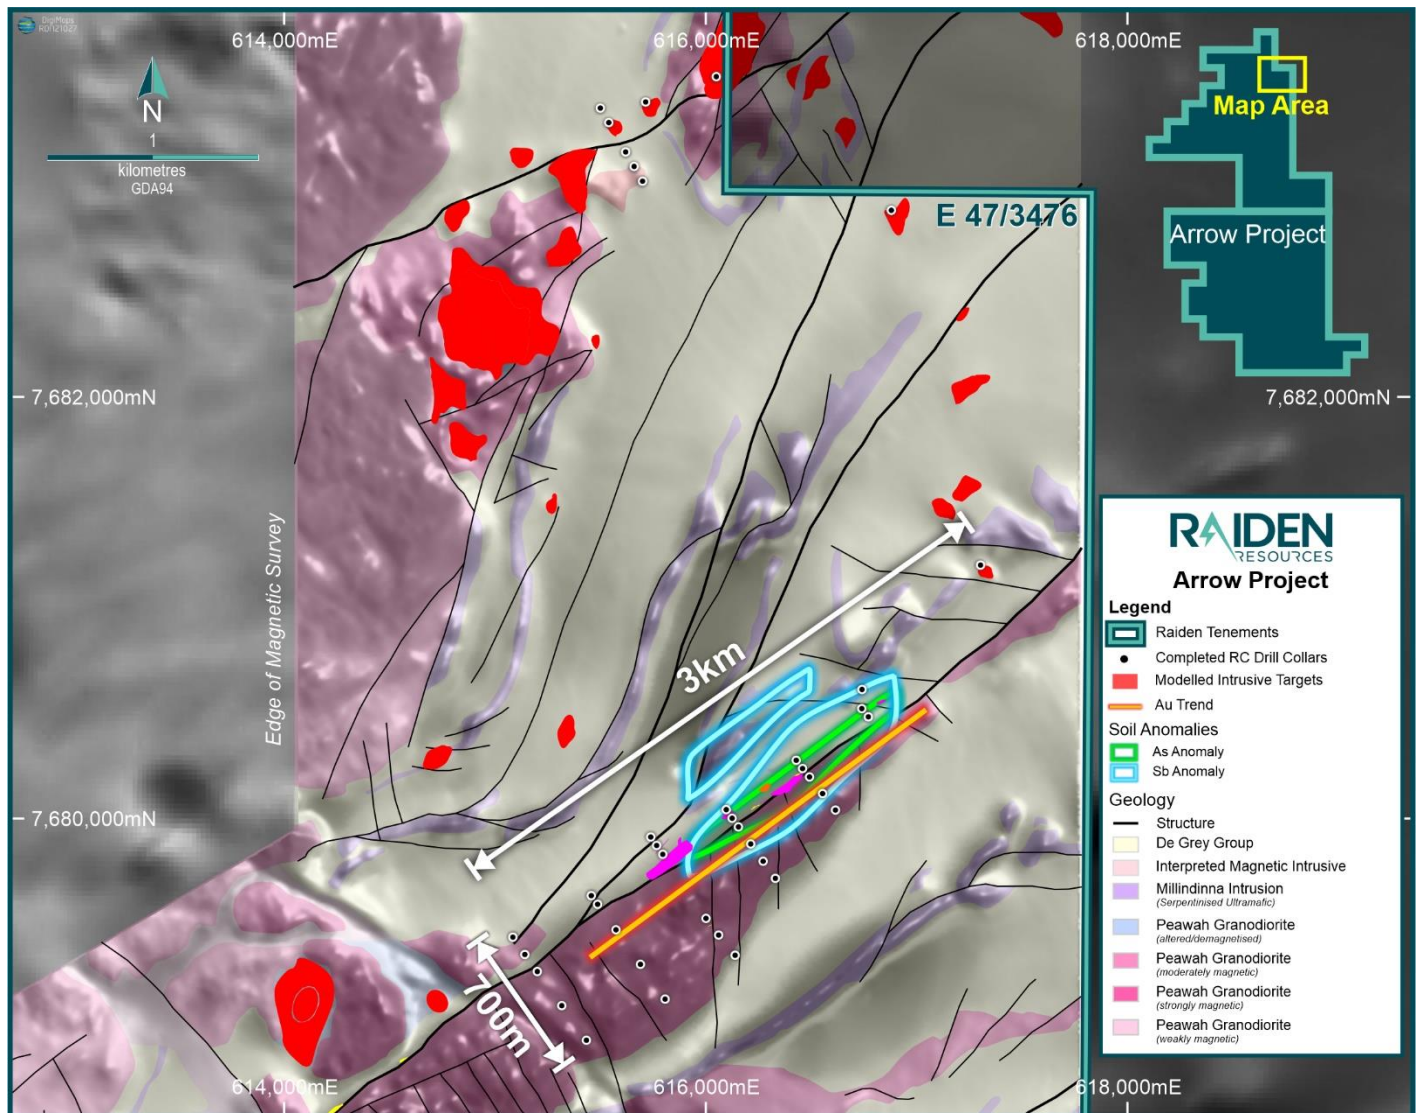 DigiMaps
RDN21027
614,000mE
616,000mE
618,000mE
N
1
kilometres
GDA94
Map Area
E 47/3476
Arrow Project
7,682,000mN
7,682,000mN
Edge of Magnetic Survey
3km
7,680,000mN
700m
614,000mE
616,000mE
618,000mE
RAIDEN
RESOURCES
Arrow Project
Legend
Raiden Tenements
Completed RC Drill Collars
Modelled Intrusive Targets
Au Trend
Soil Anomalies
As Anomaly
Sb Anomaly
Geology
Structure
De Grey Group
Interpreted Magnetic Intrusive
Millindinna Intrusion
(Serpentinised Ultramafic)
Peawah Granodiorite
(altered/demagnetised)
Peawah Granodiorite
(moderately magnetic)
Peawah Granodiorite
(strongly magnetic)
Peawah Granodiorite
(weakly magnetic)